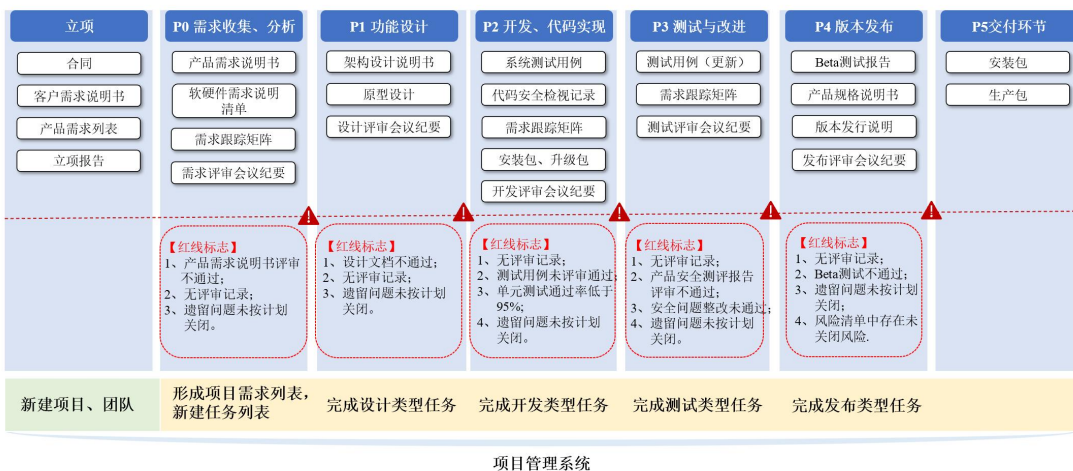 立项
合同
客户需求说明书
产品需求列表
立项报告
P0 需求收集、分析
产品需求说明书
软硬件需求说明
清单
需求跟踪矩阵
需求评审会议纪要
P1 功能设计
架构设计说明书
原型设计
设计评审会议纪要
P2 开发、代码实现
系统测试用例
代码安全检视记录
需求跟踪矩阵
安装包、升级包
开发评审会议纪要
P3 测试与改进
测试用例（更新）
需求跟踪矩阵
测试评审会议纪要
P4 版本发布
Beta测试报告
产品规格说明书
版本发行说明
发布评审会议纪要
P5交付环节
安装包
生产包
【红线标志】
1、产品需求说明书评审
不通过;
2、无评审记录;
3、遗留问题未按计划
关闭。
【红线标志】
1、设计文档不通过;
2、无评审记录;
3、遗留问题未按计划
关闭。
【红线标志】
1、无评审记录;
2、测试用例未评审通过;
3、单元测试通过率低于
95%;
4、遗留问题未按计划
关闭。
【红线标志】
1、无评审记录;
2、产品安全测评报告
评审不通过;
3、安全问题整改未通过;
4、遗留问题未按计划
关闭。
【红线标志】
1、无评审记录;
2、Beta测试不通过;
3、遗留问题未按计划
关闭;
4、风险清单中存在未
关闭风险.
新建项目、团队
形成项目需求列表，
新建任务列表
完成设计类型任务
完成开发类型任务
完成测试类型任务
完成发布类型任务
项目管理系统